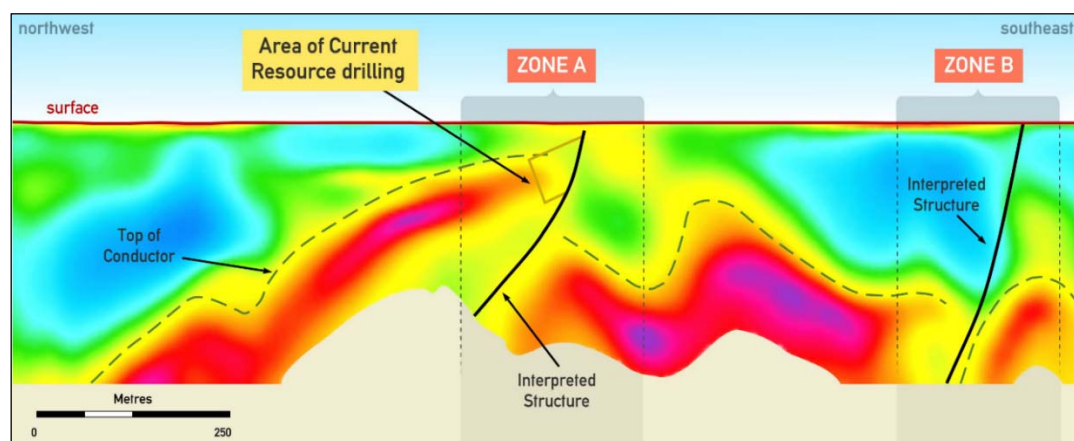 northwest
southeast
Area of Current
Resource drilling
ZONE A
ZONE B
surface
Interpreted
Structure
Top of
Conductor
Interpreted
Structure
Metres
0
250